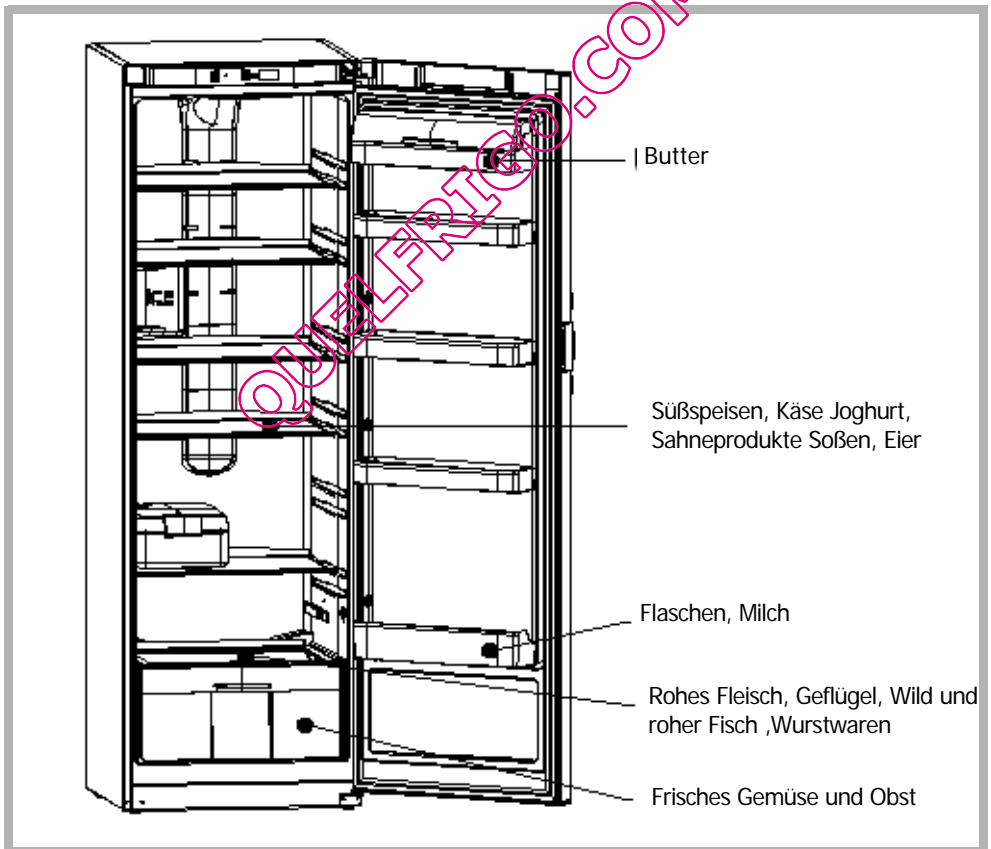 QUELFRIGO.COM
Butter
Süßspeisen, Käse Joghurt,
Sahneprodukte Soßen, Eier
Flaschen, Milch
Rohes Fleisch, Geflügel, Wild und
roher Fisch ,Wurstwaren
Frisches Gemüse und Obst